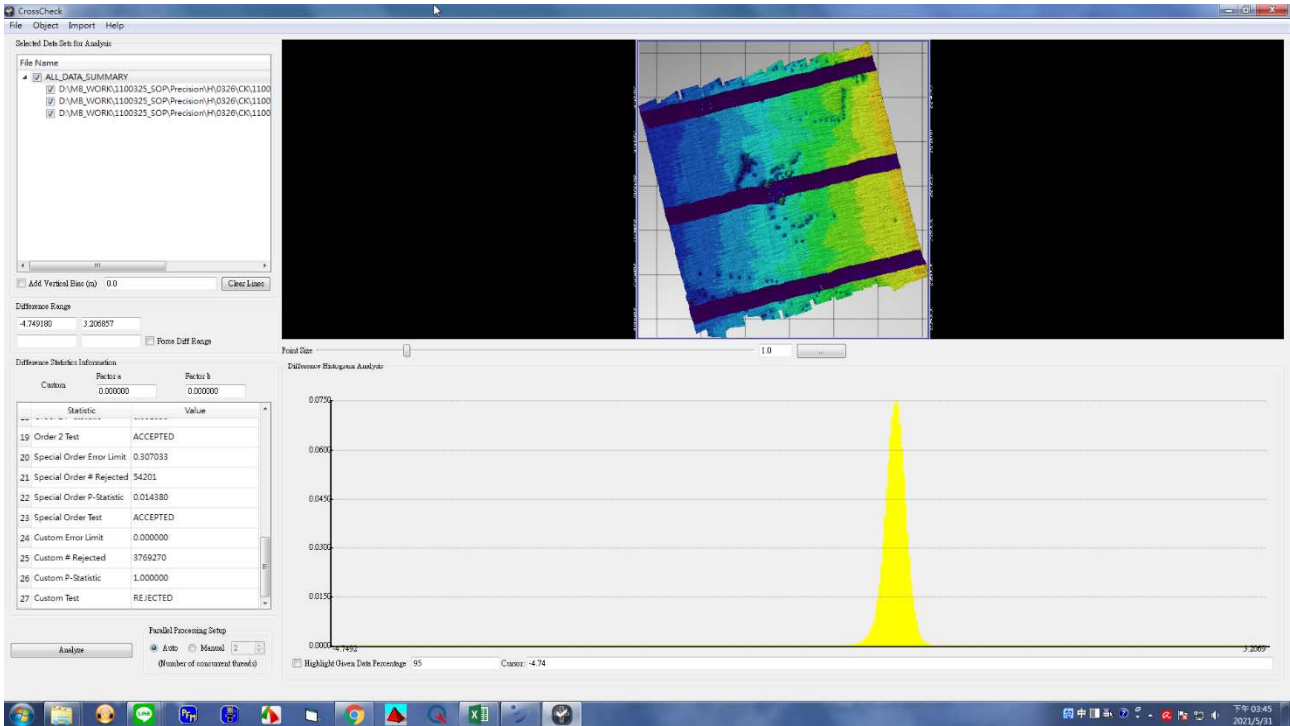 CrossCheck
File Object Import Help
Selected Data Sets for Analysis
File Name
ALL_DATA_SUMMARY
D:\MB_WORK\1100325_SOP\Precision\H\0326\CK\1100
D:\MB_WORK\1100325_SOP\Precision\H\0326\CK\1100
D:\MB_WORK\1100325_SOP\Precision\H\0326\CK\1100
Add Vertical Bias (m) 0.0 Clear Lines
Difference Range
-4.749180 3.206857
Force Diff Range
Difference Statistics Information
Custom Factor a Factor b
0.000000 0.000000
Statistic Value
19 Order 2 Test ACCEPTED
20 Special Order Error Limit 0.307033
21 Special Order # Rejected 54201
22 Special Order P-Statistic 0.014380
23 Special Order Test ACCEPTED
24 Custom Error Limit 0.000000
25 Custom # Rejected 3769270
26 Custom P-Statistic 1.000000
27 Custom Test REJECTED
Analyze
Parallel Processing Setup
Auto Manual 2
(Number of concurrent threads)
Point Size 1.0 ...
Difference Histogram Analysis
0.0750
0.0600
0.0450
0.0300
0.0150
0.0000
-4.7492 3.2069
Highlight Given Data Percentage 95 Cursor: -4.74
LINE
中
下午 03:45
2021/5/31